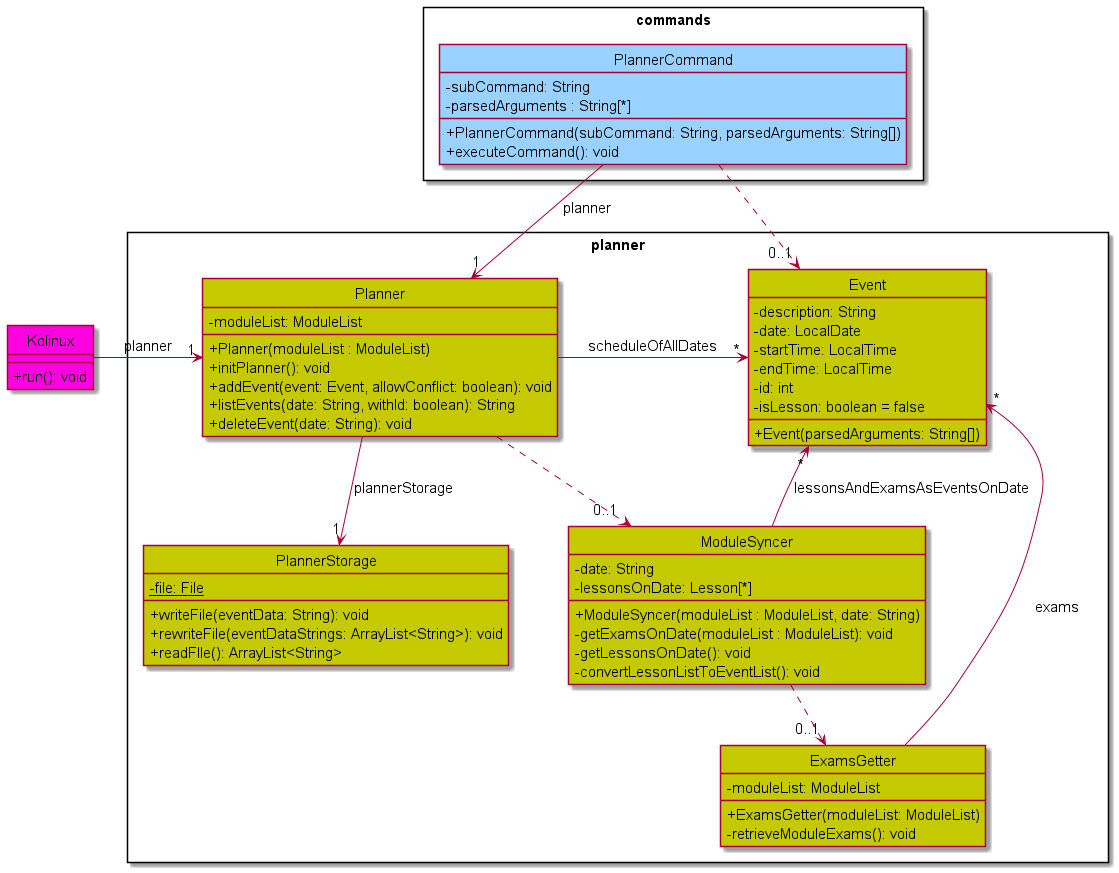 commands
PlannerCommand
-subCommand: String
-parsedArguments : String[*]
+PlannerCommand(subCommand: String, parsedArguments: String[])
+executeCommand(): void
planner
1
0..1
planner
Kolinux
+run(): void
planner
1
Planner
-moduleList: ModuleList
+Planner(moduleList : ModuleList)
+initPlanner(): void
+addEvent(event: Event, allowConflict: boolean): void
+listEvents(date: String, withId: boolean): String
+deleteEvent(date: String): void
scheduleOfAllDates
*
Event
-description: String
-date: LocalDate
-startTime: LocalTime
-endTime: LocalTime
-id: int
-isLesson: boolean = false
+Event(parsedArguments: String[])
*
*
plannerStorage
1
0..1
lessonsAndExamsAsEventsOnDate
PlannerStorage
-file: File
+writeFile(eventData: String): void
+rewriteFile(eventDataStrings: ArrayList<String>): void
+readFIle(): ArrayList<String>
ModuleSyncer
-date: String
-lessonsOnDate: Lesson[*]
+ModuleSyncer(moduleList : ModuleList, date: String)
-getExamsOnDate(moduleList : ModuleList): void
-getLessonsOnDate(): void
-convertLessonListToEventList(): void
exams
0..1
ExamsGetter
-moduleList: ModuleList
+ExamsGetter(moduleList: ModuleList)
-retrieveModuleExams(): void